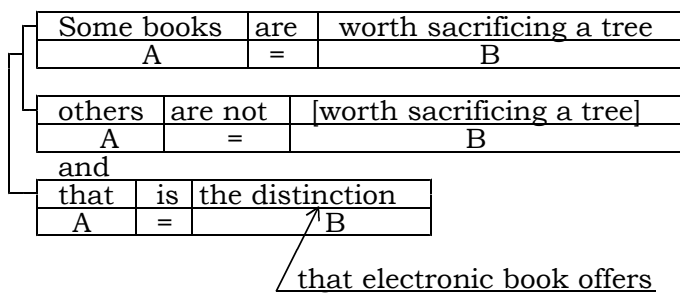 Some books are worth sacrificing a tree
A = B
others are not [worth sacrificing a tree]
A = B
and
that is the distinction
A = B
that electronic book offers